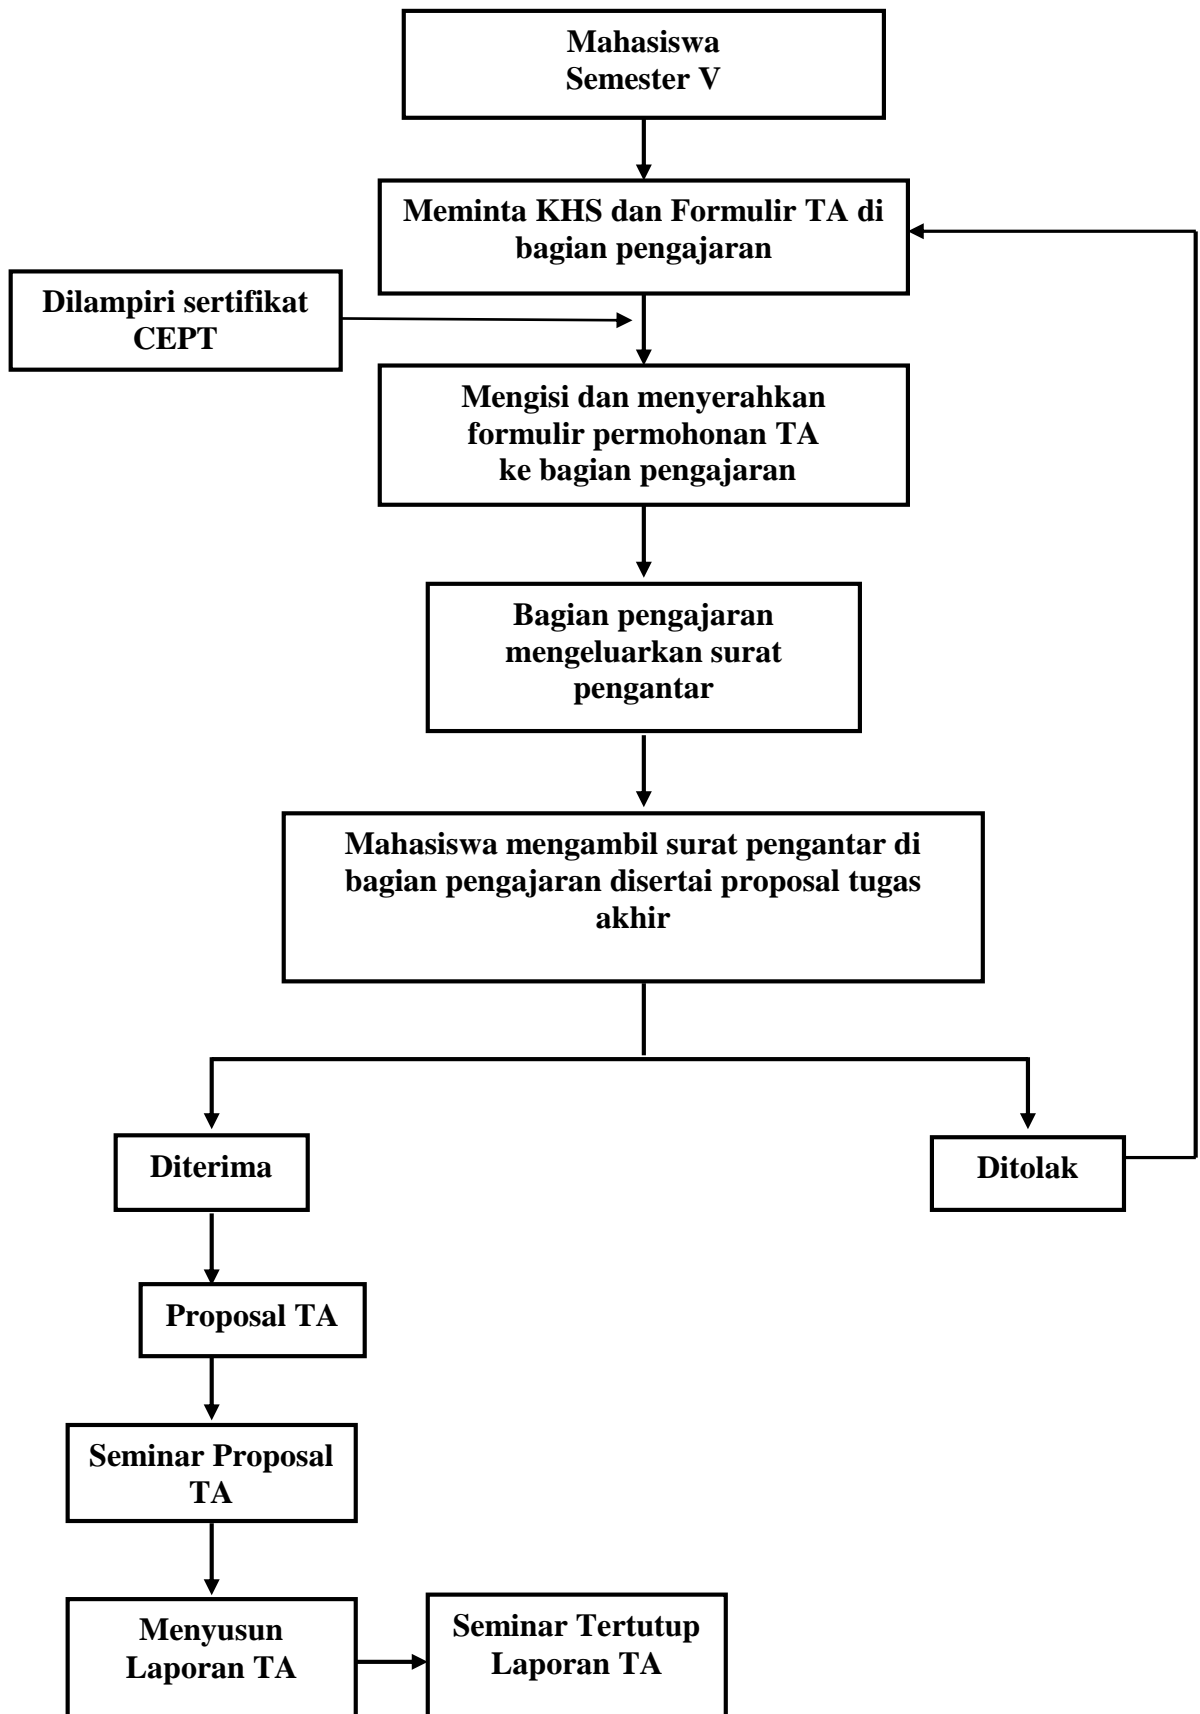 Mahasiswa
Semester V
Meminta KHS dan Formulir TA di
bagian pengajaran
Dilampiri sertifikat
CEPT
Mengisi dan menyerahkan
formulir permohonan TA
ke bagian pengajaran
Bagian pengajaran
mengeluarkan surat
pengantar
Mahasiswa mengambil surat pengantar di
bagian pengajaran disertai proposal tugas
akhir
Diterima
Ditolak
Proposal TA
Seminar Proposal
TA
Menyusun
Laporan TA
Seminar Tertutup
Laporan TA